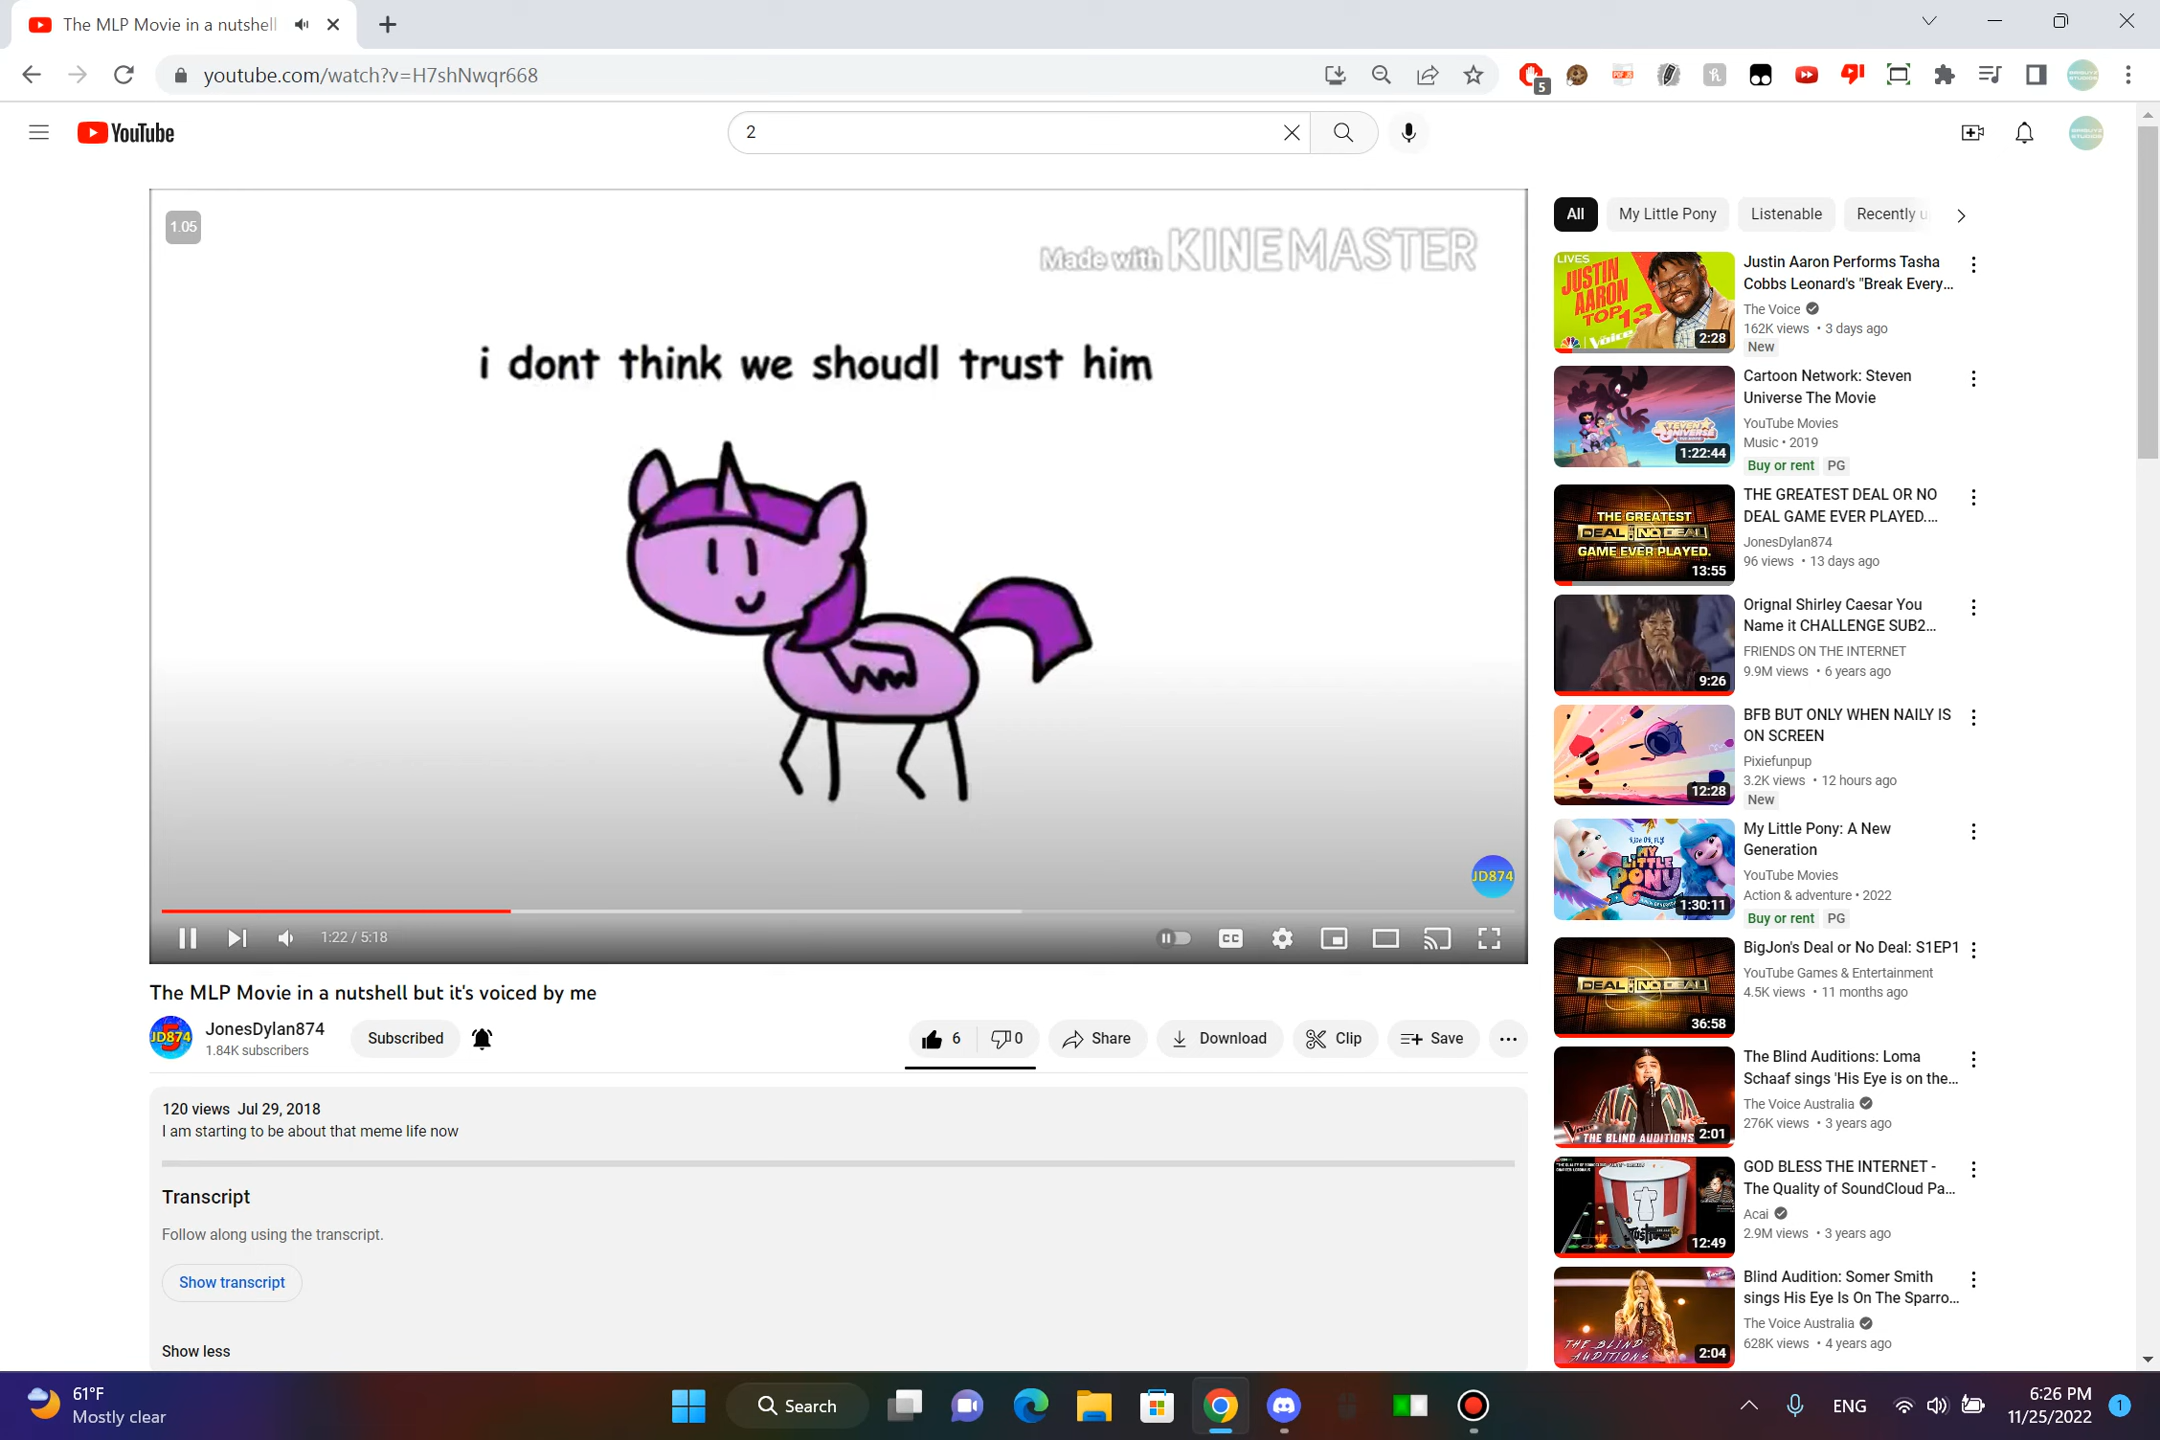 The MLP Movie in a nutshell
youtube.com/watch?v=H7shNwqr668
5
YouTube
2
1.05
Made with KINEMASTER
i dont think we shoudl trust him
JD874
1:22 / 5:18
CC
The MLP Movie in a nutshell but it's voiced by me
JD874
5
JonesDylan874
1.84K subscribers
Subscribed
6
0
Share
Download
Clip
Save
120 views Jul 29, 2018
I am starting to be about that meme life now
Transcript
Follow along using the transcript.
Show transcript
Show less
All
My Little Pony
Listenable
Recently u
LIVES
JUSTIN
AARON
TOP 13
Voice
2:28
Justin Aaron Performs Tasha
Cobbs Leonard's "Break Every...
The Voice
162K views • 3 days ago
New
STEVEN
UNIVERSE
1:22:44
Cartoon Network: Steven
Universe The Movie
YouTube Movies
Music • 2019
Buy or rent PG
THE GREATEST
DEAL NO DEAL
GAME EVER PLAYED.
13:55
THE GREATEST DEAL OR NO
DEAL GAME EVER PLAYED....
JonesDylan874
96 views • 13 days ago
9:26
Orignal Shirley Caesar You
Name it CHALLENGE SUB2...
FRIENDS ON THE INTERNET
9.9M views • 6 years ago
12:28
BFB BUT ONLY WHEN NAILY IS
ON SCREEN
Pixiefunpup
3.2K views • 12 hours ago
New
MY
LITTLE
PONY
1:30:11
My Little Pony: A New
Generation
YouTube Movies
Action & adventure • 2022
Buy or rent PG
DEAL NO DEAL
36:58
BigJon's Deal or No Deal: S1EP1
YouTube Games & Entertainment
4.5K views • 11 months ago
THE BLIND AUDITIONS
2:01
The Blind Auditions: Loma
Schaaf sings 'His Eye is on the...
The Voice Australia
276K views • 3 years ago
12:49
GOD BLESS THE INTERNET -
The Quality of SoundCloud Pa...
Acai
2.9M views • 3 years ago
THE BLIND
AUDITIONS
2:04
Blind Audition: Somer Smith
sings His Eye Is On The Sparro...
The Voice Australia
628K views • 4 years ago
61°F
Mostly clear
Search
ENG
6:26 PM
11/25/2022
1